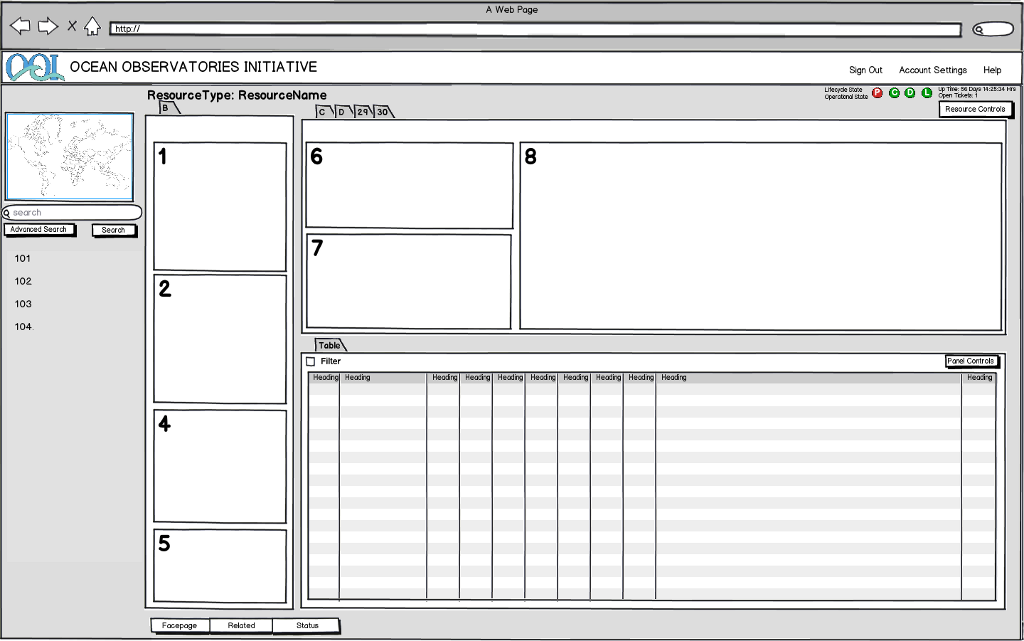 A Web Page
http://
OOI OCEAN OBSERVATORIES INITIATIVE
Sign Out Account Settings Help
ResourceType: ResourceName
Lifecycle State
Operational State
P C D L
Up Time: 56 Days 14:28:34 Hrs
Open Tickets: 1
Resource Controls
B
C D 29 30
search
Advanced Search Search
101
102
103
104
1
2
4
5
6
7
8
Table
Filter
Panel Controls
Heading Heading Heading Heading Heading Heading Heading Heading Heading Heading Heading
Facepage Related Status